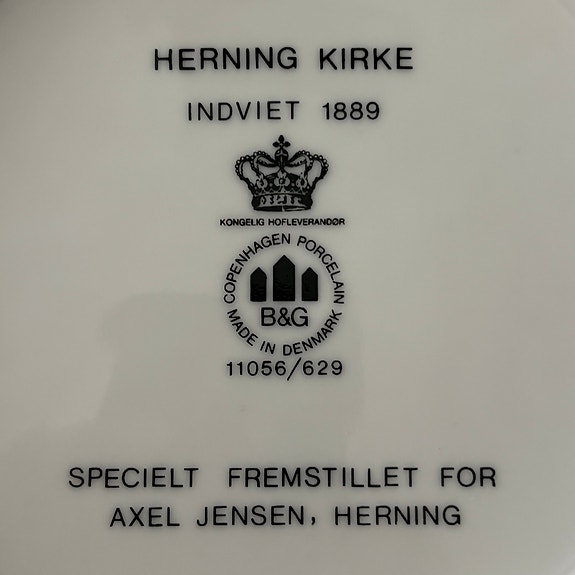 HERNING KIRKE
INDVIET 1889
KONGELIG HOFLEVERANDØR
COPENHAGEN PORCELAIN
B&G
MADE IN DENMARK
11056/629
SPECIELT FREMSTILLET FOR
AXEL JENSEN, HERNING